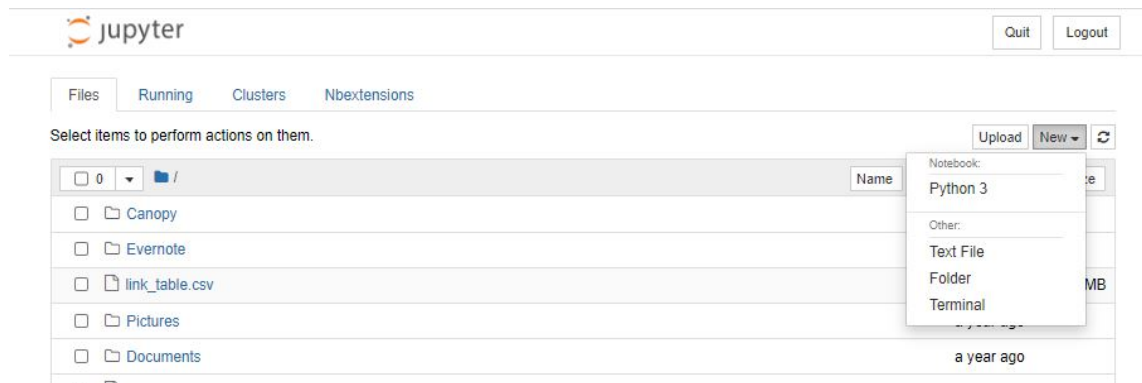 jupyter
Quit Logout
Files Running Clusters Nbextensions
Select items to perform actions on them.
Upload New
0 /
Name
Notebook:
Python 3
Other:
Text File
Folder
Terminal
Canopy
Evernote
link_table.csv
MB
Pictures
Documents
a year ago